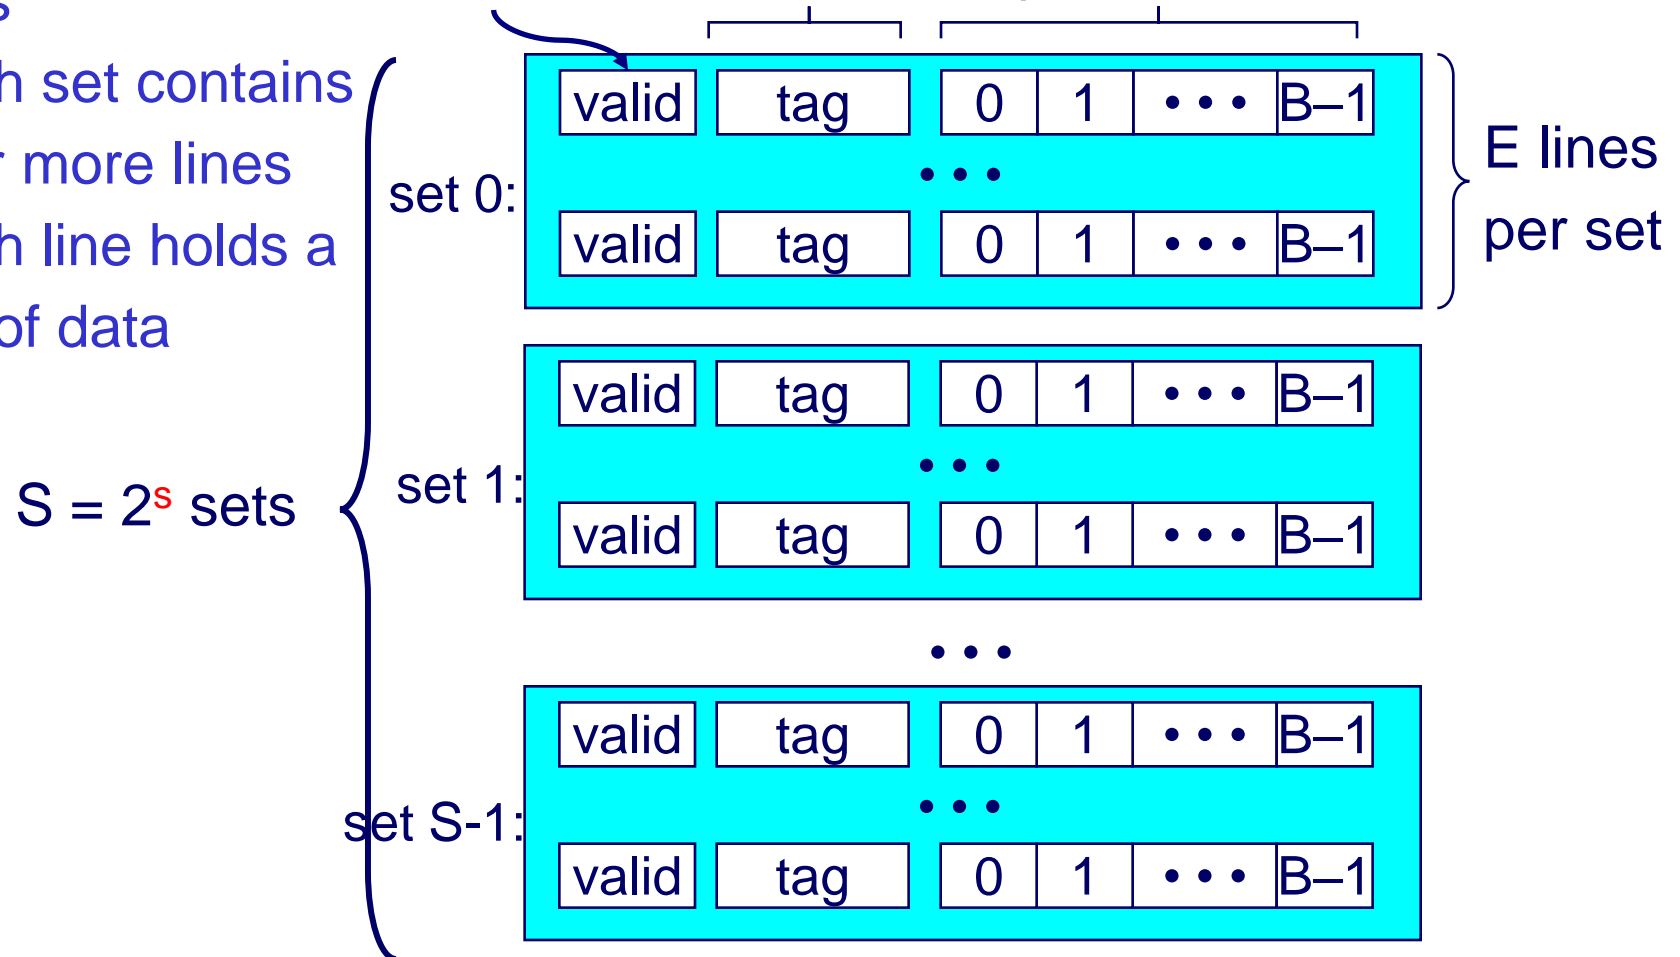 h set contains
more lines
h line holds a
of data
S = 2^s sets
set 0:
valid tag 0 1 • • • B–1
• • •
valid tag 0 1 • • • B–1
E lines
per set
set 1:
valid tag 0 1 • • • B–1
• • •
valid tag 0 1 • • • B–1
• • •
set S-1:
valid tag 0 1 • • • B–1
• • •
valid tag 0 1 • • • B–1